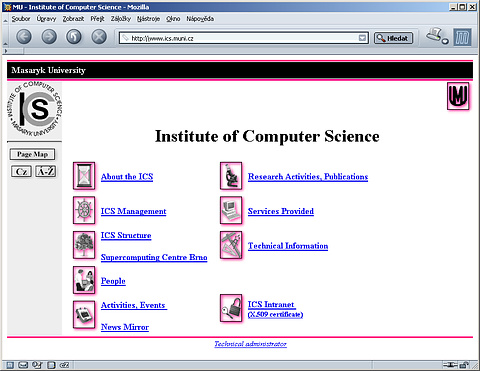 MU - Institute of Computer Science - Mozilla
Soubor Úpravy Zobrazit Přejít Záložky Nástroje Okno Nápověda
http://www.ics.muni.cz
Hledat
Masaryk University
INSTITUTE OF COMPUTER SCIENCE
MASARYK UNIVERSITY
ICS
MU
Institute of Computer Science
Page Map
Cz
A-Ž
About the ICS
Research Activities, Publications
ICS Management
Services Provided
ICS Structure
Supercomputing Centre Brno
Technical Information
People
Activities, Events
News Mirror
ICS Intranet
(X.509 certificate)
Technical administrator